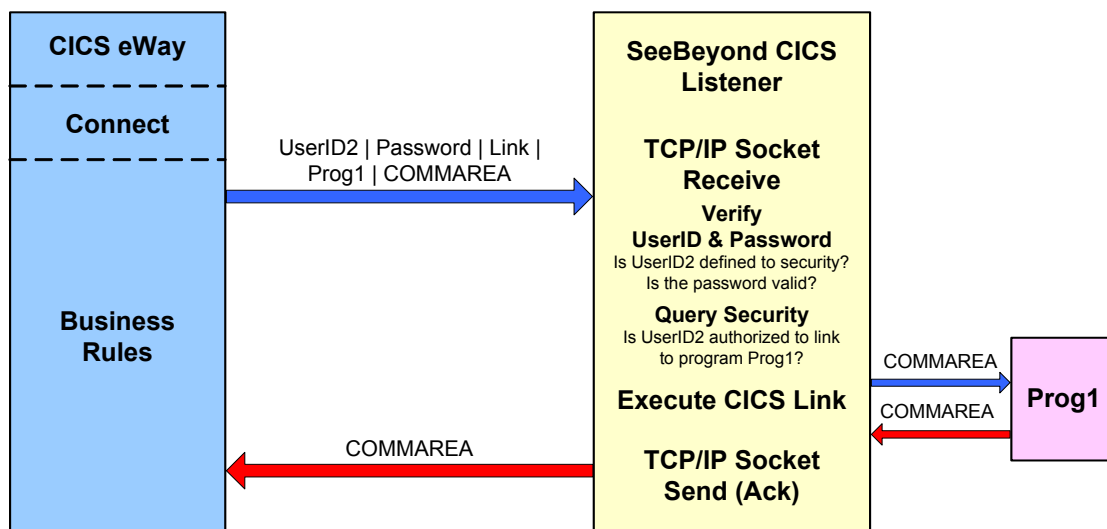 CICS eWay
Connect
Business
Rules
UserID2 | Password | Link |
Prog1 | COMMAREA
COMMAREA
SeeBeyond CICS
Listener
TCP/IP Socket
Receive
Verify
UserID & Password
Is UserID2 defined to security?
Is the password valid?
Query Security
Is UserID2 authorized to link
to program Prog1?
Execute CICS Link
TCP/IP Socket
Send (Ack)
COMMAREA
COMMAREA
Prog1